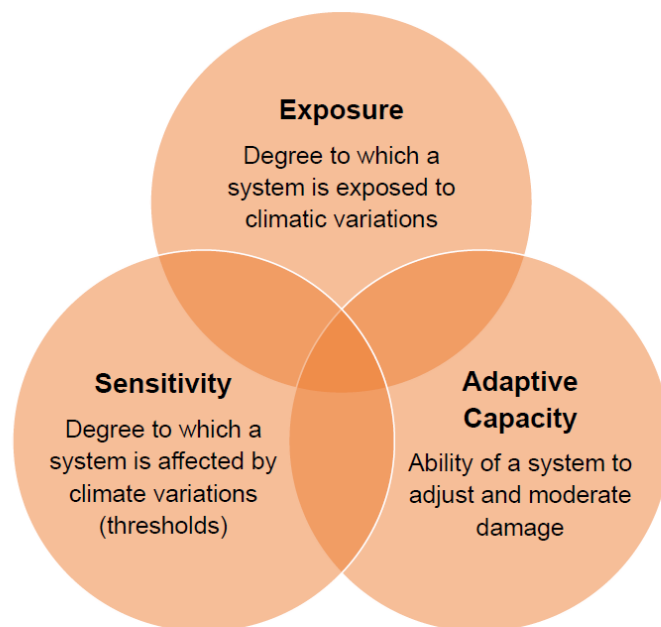 Exposure
Degree to which a
system is exposed to
climatic variations
Sensitivity
Degree to which a
system is affected by
climate variations
(thresholds)
Adaptive
Capacity
Ability of a system to
adjust and moderate
damage